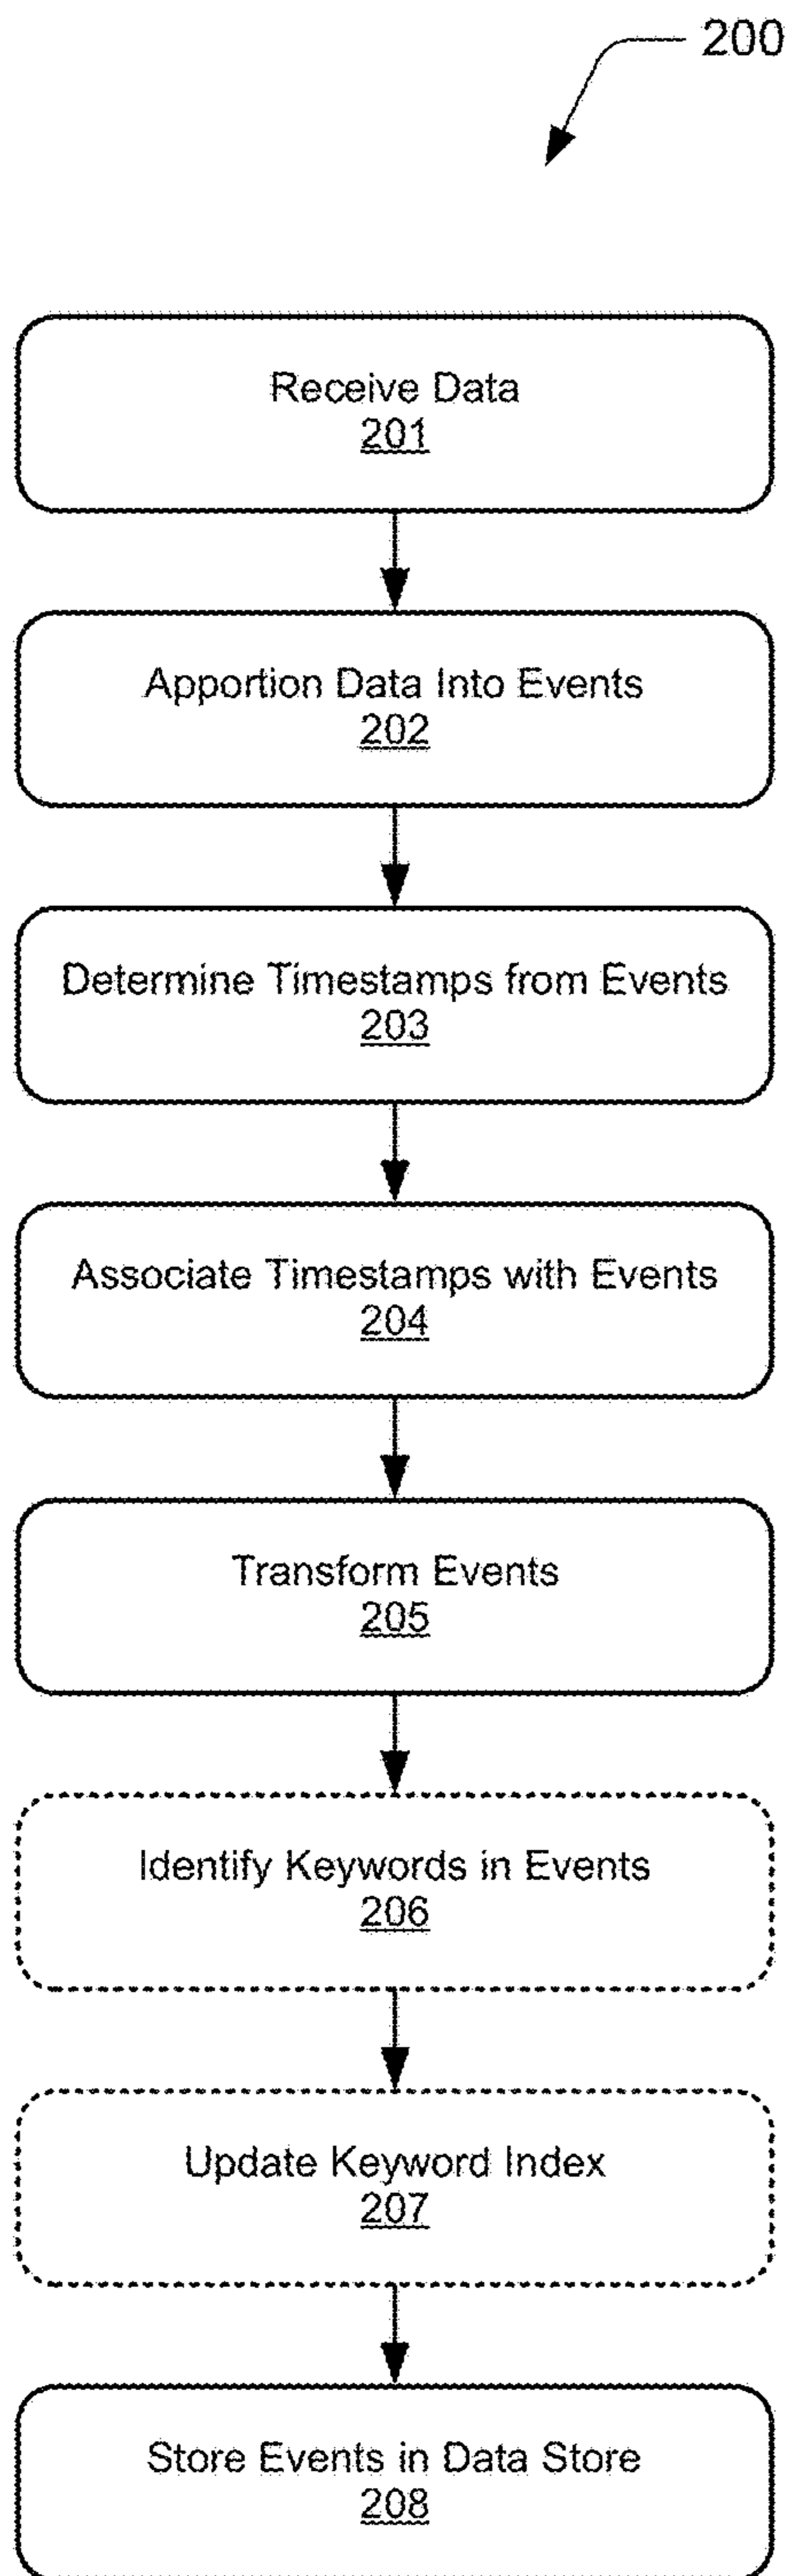 200
Receive Data
201
Apportion Data Into Events
202
Determine Timestamps from Events
203
Associate Timestamps with Events
204
Transform Events
205
Identify Keywords in Events
206
Update Keyword Index
207
Store Events in Data Store
208